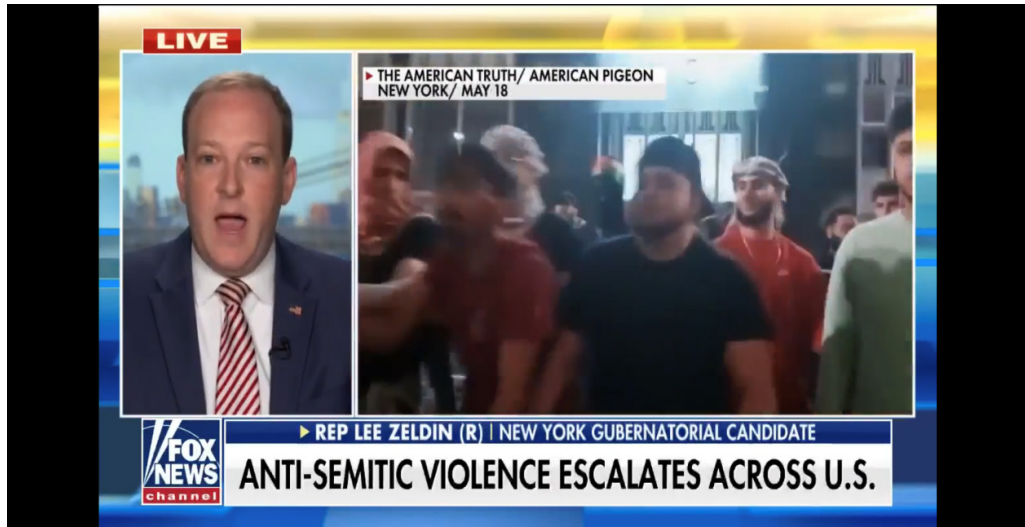 LIVE
THE AMERICAN TRUTH/ AMERICAN PIGEON
NEW YORK/ MAY 18
REP LEE ZELDIN (R) | NEW YORK GUBERNATORIAL CANDIDATE
FOX
NEWS
channel
ANTI-SEMITIC VIOLENCE ESCALATES ACROSS U.S.